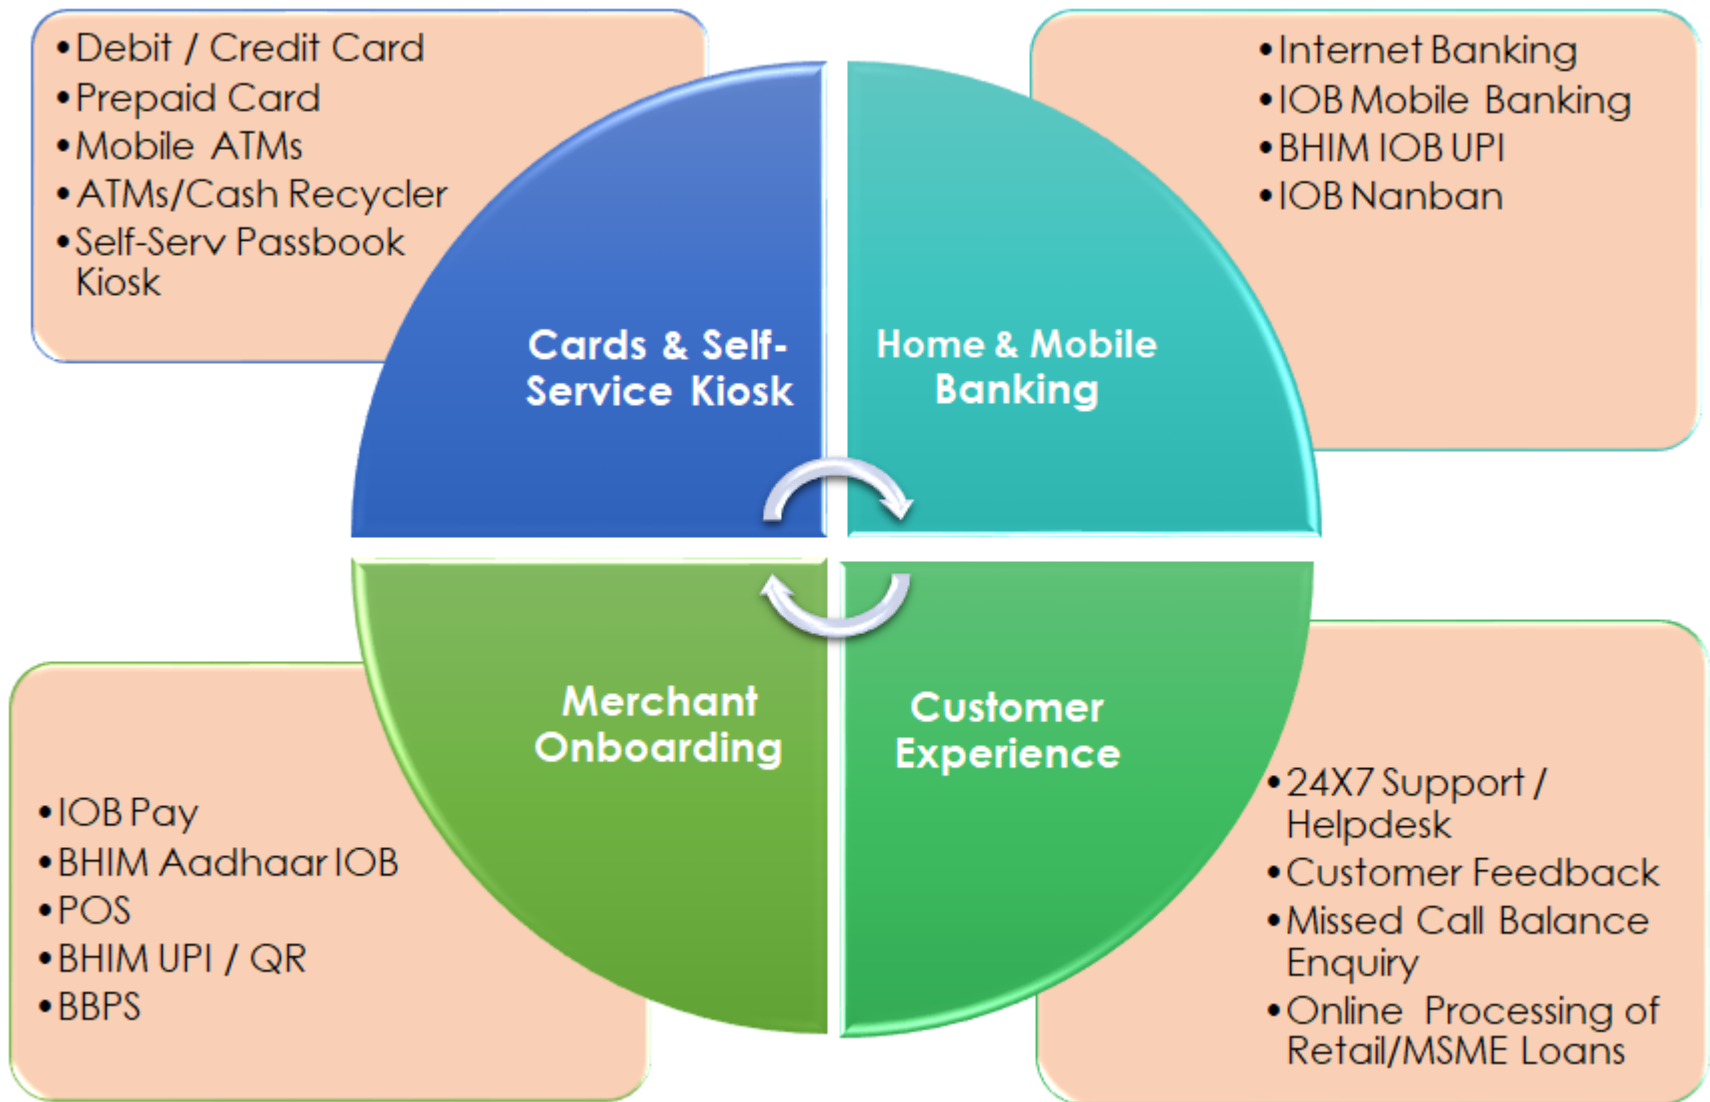 •Debit / Credit Card
•Prepaid Card
•Mobile ATMs
•ATMs/Cash Recycler
•Self-Serv Passbook
Kiosk
•Internet Banking
•IOB Mobile Banking
•BHIM IOB UPI
•IOB Nanban
Cards & Self-
Service Kiosk
Home & Mobile
Banking
Merchant
Onboarding
Customer
Experience
•IOB Pay
•BHIM Aadhaar IOB
•POS
•BHIM UPI / QR
•BBPS
•24X7 Support /
Helpdesk
•Customer Feedback
•Missed Call Balance
Enquiry
•Online Processing of
Retail/MSME Loans